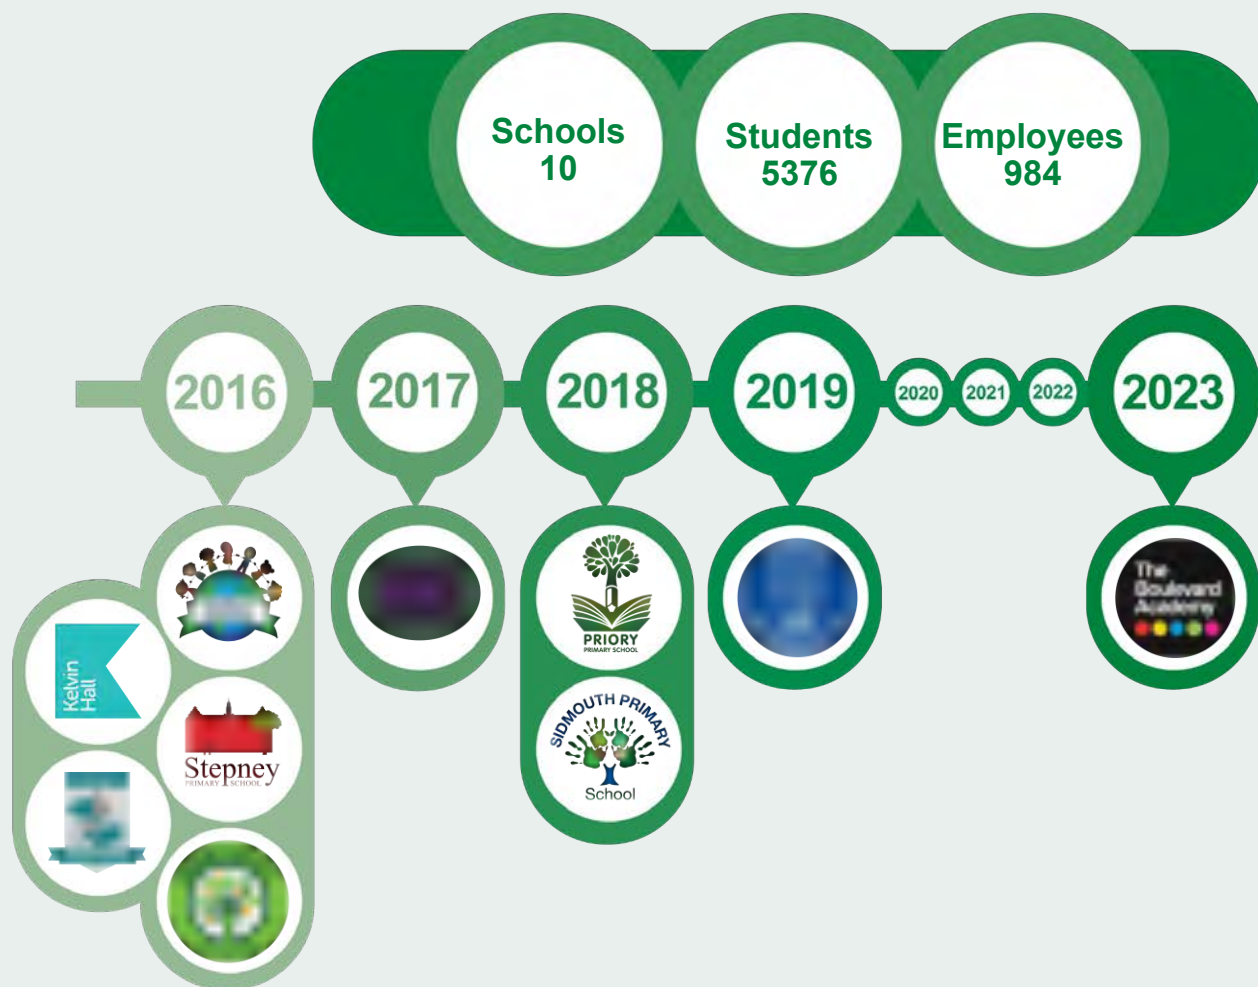 Schools
10
Students
5376
Employees
984
2016
2017
2018
2019
2020
2021
2022
2023
Kelvin
Hall
Stepney
PRIMARY SCHOOL
PRIORY
PRIMARY SCHOOL
SIDMOUTH PRIMARY
School
The
Boulevard
Academy